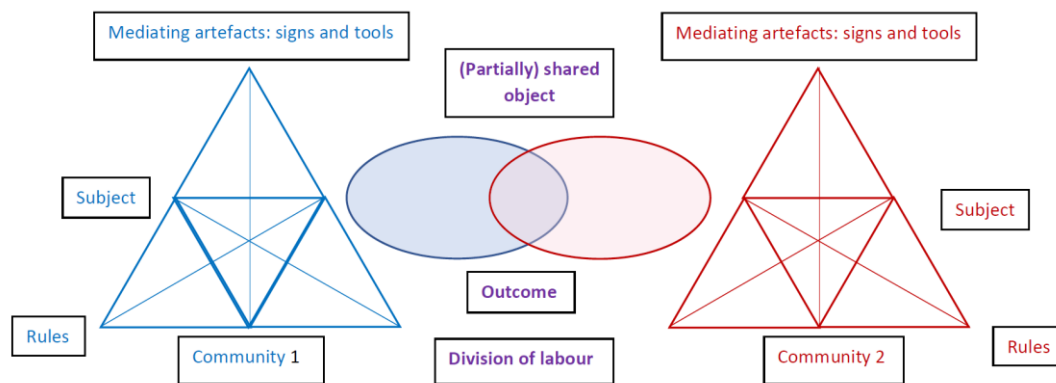 Mediating artefacts: signs and tools
Mediating artefacts: signs and tools
(Partially) shared
object
Subject
Subject
Outcome
Rules
Community 1
Division of labour
Community 2
Rules